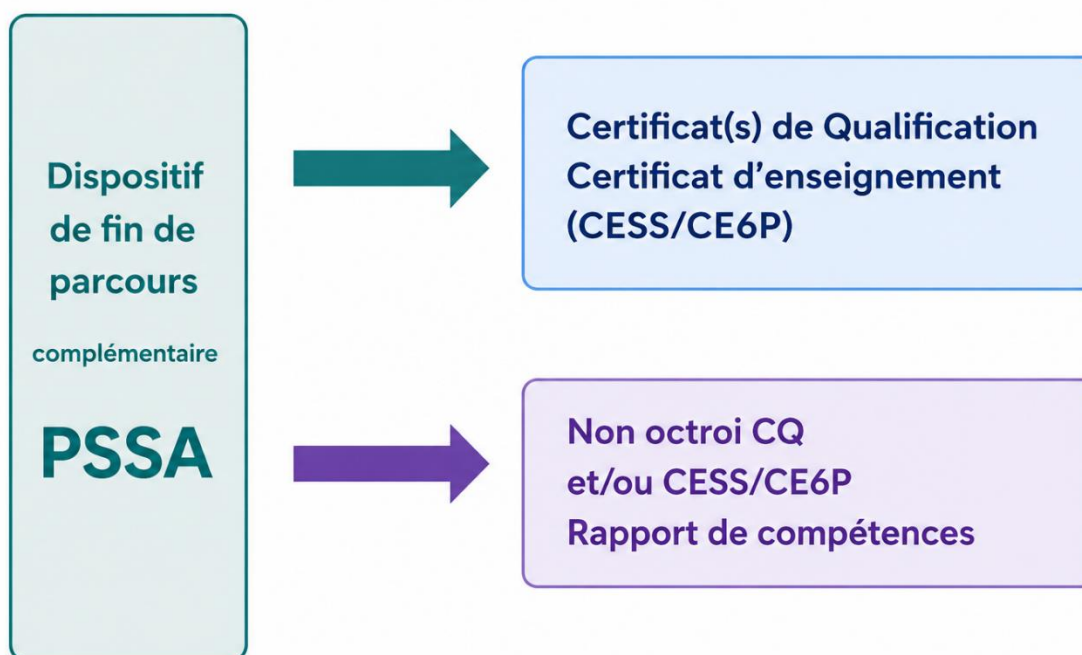 Dispositif
de fin de
parcours
complémentaire
PSSA
Certificat(s) de Qualification
Certificat d’enseignement
(CESS/CE6P)
Non octroi CQ
et/ou CESS/CE6P
Rapport de compétences